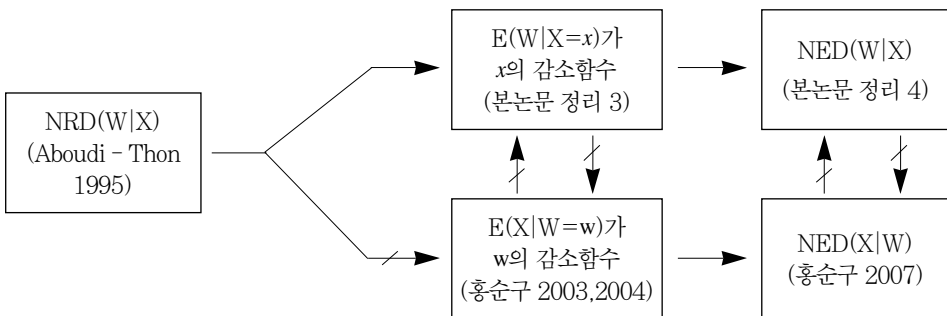 NRD(W|X)
(Aboudi - Thon
1995)
E(W|X=x)가
x의 감소함수
(본논문 정리 3)
NED(W|X)
(본논문 정리 4)
E(X|W=w)가
w의 감소함수
(홍순구 2003,2004)
NED(X|W)
(홍순구 2007)